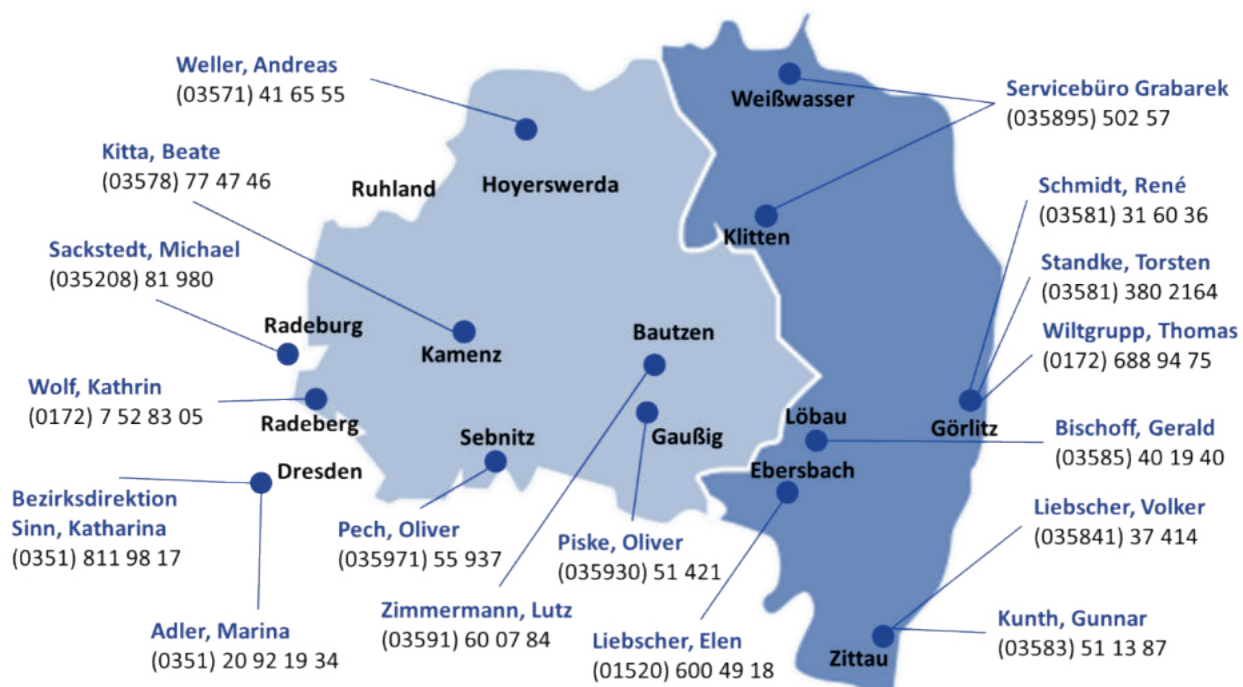 Weller, Andreas
(03571) 41 65 55
Kitta, Beate
(03578) 77 47 46
Sackstedt, Michael
(035208) 81 980
Wolf, Kathrin
(0172) 7 52 83 05
Bezirksdirektion
Sinn, Katharina
(0351) 811 98 17
Adler, Marina
(0351) 20 92 19 34
Pech, Oliver
(035971) 55 937
Zimmermann, Lutz
(03591) 60 07 84
Piske, Oliver
(035930) 51 421
Liebscher, Elen
(01520) 600 49 18
Ruhland
Hoyerswerda
Radeburg
Kamenz
Radeberg
Dresden
Sebnitz
Bautzen
Gaußig
Weißwasser
Klitten
Löbau
Ebersbach
Görlitz
Zittau
Servicebüro Grabarek
(035895) 502 57
Schmidt, René
(03581) 31 60 36
Standke, Torsten
(03581) 380 2164
Wiltgrupp, Thomas
(0172) 688 94 75
Bischoff, Gerald
(03585) 40 19 40
Liebscher, Volker
(035841) 37 414
Kunth, Gunnar
(03583) 51 13 87